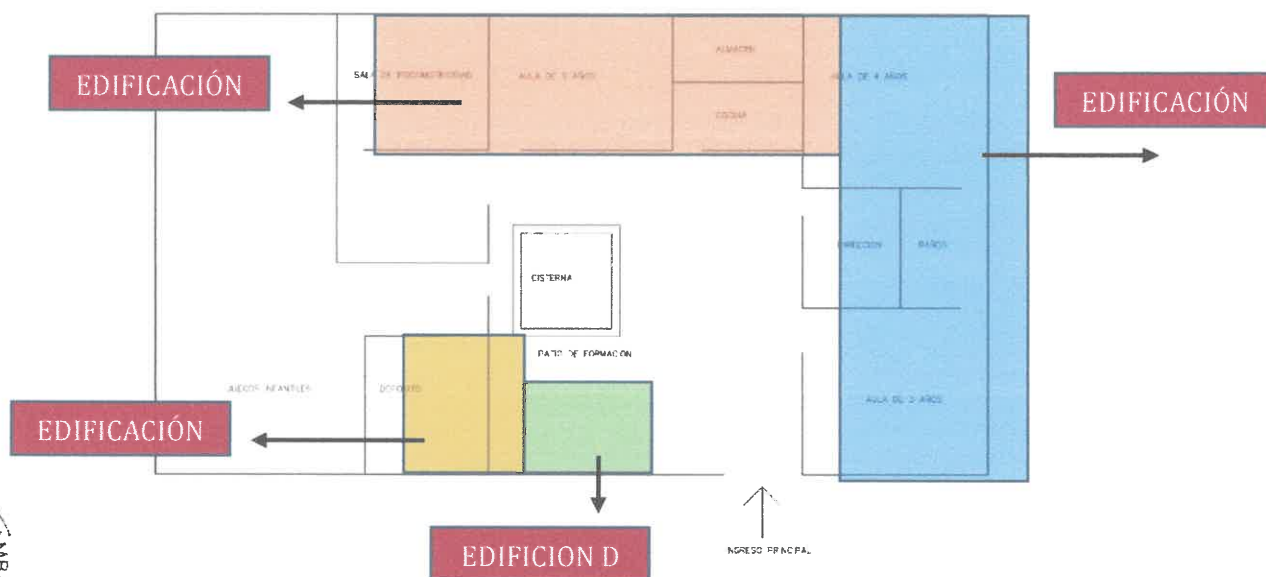 ALMACEN
SALA DE PSICOMOTRICIDAD
AULA DE 5 AÑOS
AULA DE 4 AÑOS
EDIFICACIÓN
EDIFICACIÓN
COCINA
DIRECCION
BAÑOS
CISTERNA
PATIO DE FORMACION
JUEGOS INFANTILES
DEPOSITO
AULA DE 3 AÑOS
EDIFICACIÓN
EDIFICION D
INGRESO PRINCIPAL